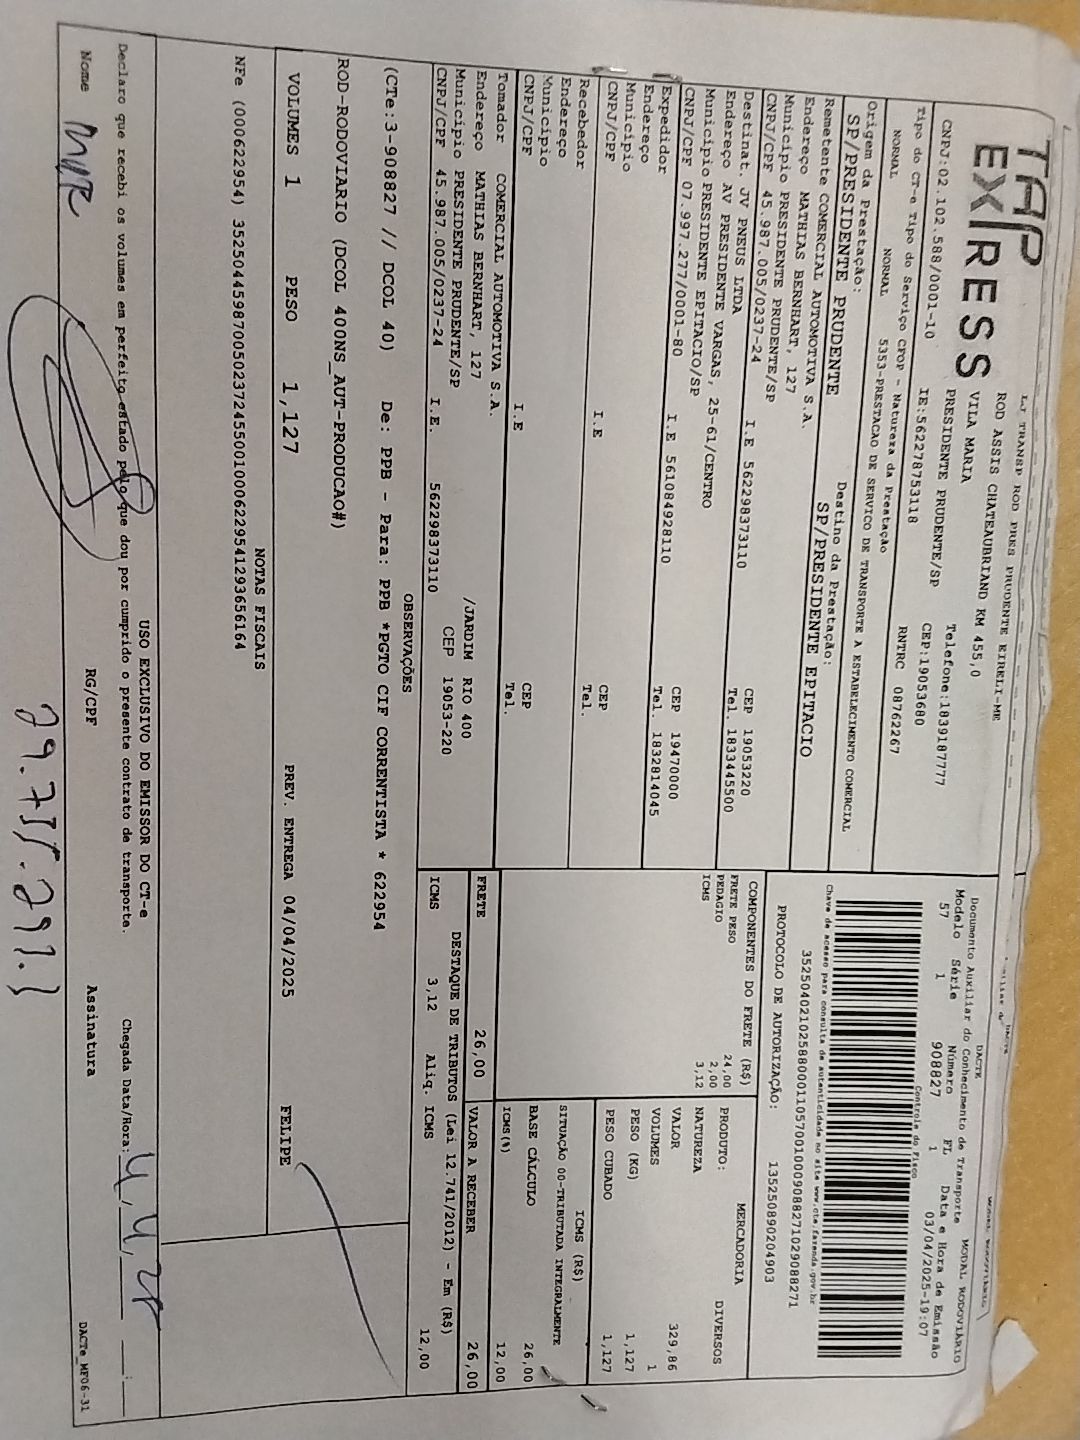 TAP EXPRESS
LJ TRANSP ROD PRES PRUDENTE EIRELI-ME
ROD ASSIS CHATEAUBRIAND KM 455,0
VILA MARIA
PRESIDENTE PRUDENTE/SP Telefone:1839187777
CNPJ:02.102.588/0001-10 IE:562278753118 CEP:19053680
Tipo do CT-e Tipo do Serviço CFOP - Natureza da Prestação RNTRC 08762267
NORMAL NORMAL 5353-PRESTACAO DE SERVICO DE TRANSPORTE A ESTABELECIMENTO COMERCIAL
DACTE
Documento Auxiliar do Conhecimento de Transporte MODAL RODOVIÁRIO
Modelo Série Número FL Data e Hora de Emissão
57 1 908827 1 03/04/2025-19:07
Controle do Fisco
Chave de acesso para consulta de autenticidade no site www.cte.fazenda.gov.br
35250402102588000110570010009088271029088271
PROTOCOLO DE AUTORIZAÇÃO: 135250890204903
Origem da Prestação: Destino da Prestação:
SP/PRESIDENTE PRUDENTE SP/PRESIDENTE EPITACIO
Remetente COMERCIAL AUTOMOTIVA S.A.
Endereço MATHIAS BERNHART, 127
Município PRESIDENTE PRUDENTE/SP CEP 19053220
CNPJ/CPF 45.987.005/0237-24 I.E 562298373110 Tel. 1833445500
Destinat. JV PNEUS LTDA
Endereço AV PRESIDENTE VARGAS, 25-61/CENTRO
Município PRESIDENTE EPITACIO/SP CEP 19470000
CNPJ/CPF 07.997.277/0001-80 I.E 561084928110 Tel. 1832814045
Expedidor
Endereço
Município CEP
CNPJ/CPF I.E Tel.
Recebedor
Endereço
Município CEP
CNPJ/CPF I.E Tel.
Tomador COMERCIAL AUTOMOTIVA S.A.
Endereço MATHIAS BERNHART, 127 /JARDIM RIO 400
Município PRESIDENTE PRUDENTE/SP CEP 19053-220
CNPJ/CPF 45.987.005/0237-24 I.E. 562298373110
COMPONENTES DO FRETE (R$)
FRETE PESO 24,00
PEDAGIO 2,00
ICMS 3,12
FRETE 26,00
PRODUTO: MERCADORIA
NATUREZA DIVERSOS
VALOR 329,86
VOLUMES 1
PESO (KG) 1,127
PESO CUBADO 1,127
ICMS (R$)
SITUAÇÃO 00-TRIBUTADA INTEGRALMENTE
BASE CÁLCULO 26,00
ICMS(%) 12,00
VALOR A RECEBER 26,00
DESTAQUE DE TRIBUTOS (Lei 12.741/2012) - Em (R$)
ICMS 3,12 Aliq. ICMS 12,00
OBSERVAÇÕES
(CTe:3-908827 // DCOL 40) De: PPB - Para: PPB *PGTO CIF CORRENTISTA * 622954
ROD-RODOVIARIO (DCOL 400NS_AUT-PRODUCAO#)
VOLUMES 1 PESO 1,127 PREV. ENTREGA 04/04/2025 FELIPE
NOTAS FISCAIS
NFe (000622954) 35250445987005023724550010006229541293656164
USO EXCLUSIVO DO EMISSOR DO CT-e
Declaro que recebi os volumes em perfeito estado pelo que dou por cumprido o presente contrato de transporte. Chegada Data/Hora: 4/4/25 __:__
Nome RG/CPF Assinatura
DACTe_MF06-31